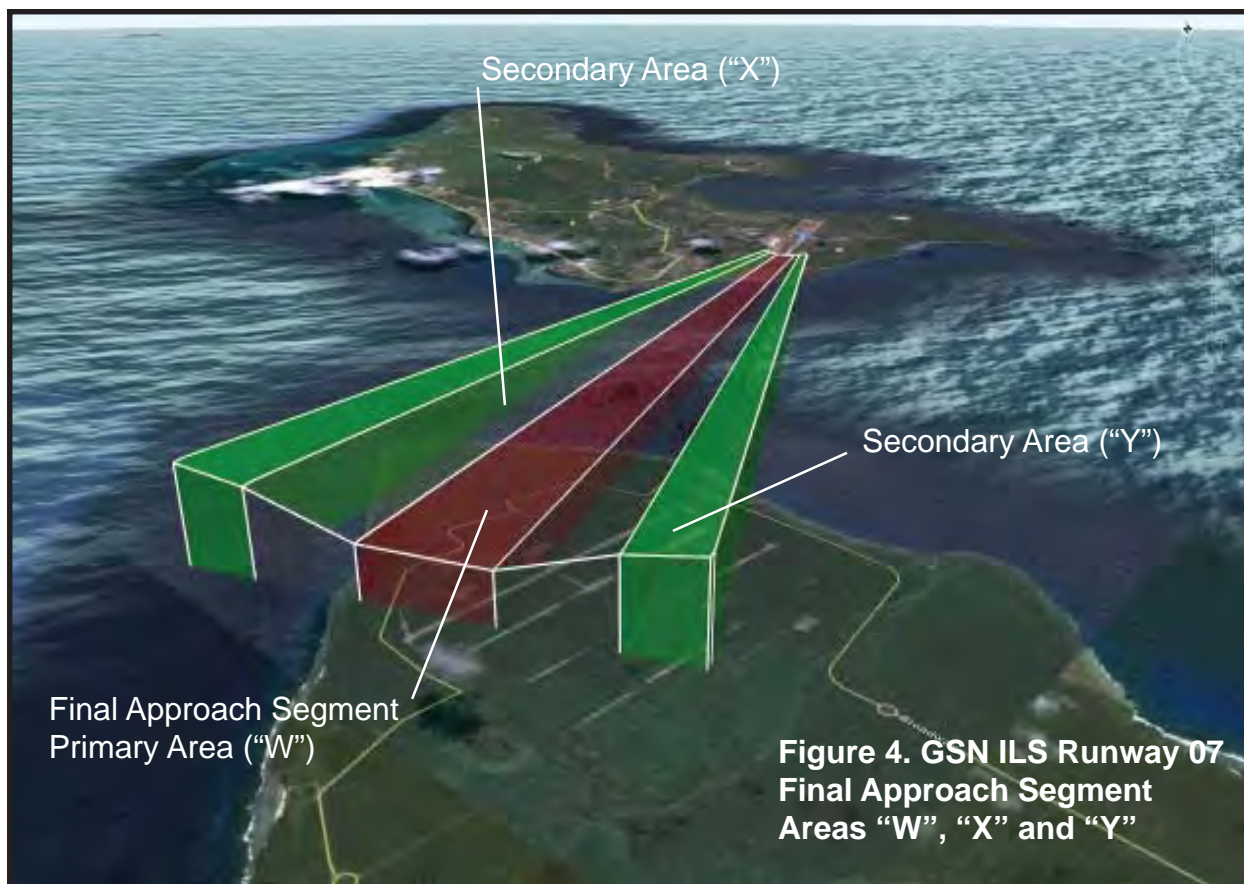 Secondary Area (“X”)
Secondary Area (“Y”)
Final Approach Segment
Primary Area (“W”)
Figure 4. GSN ILS Runway 07
Final Approach Segment
Areas “W”, “X” and “Y”